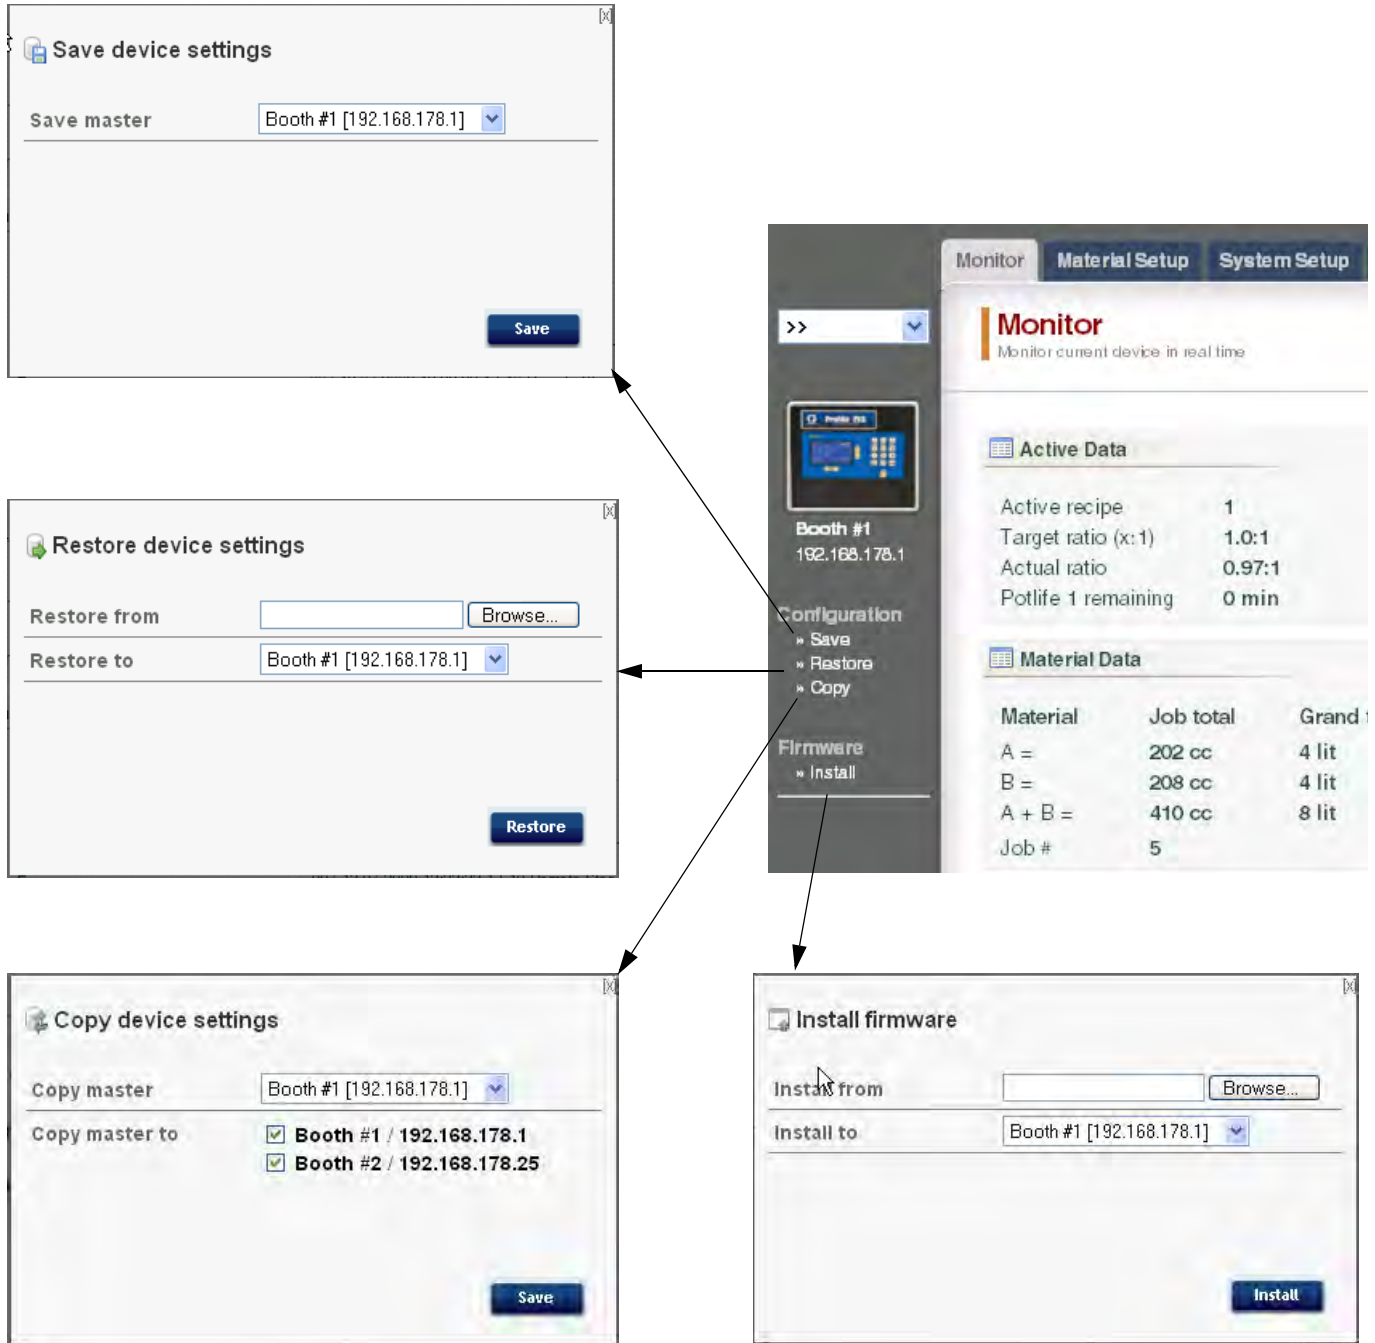 [x]
Save device settings
Save master Booth #1 [192.168.178.1]
Save
[x]
Restore device settings
Restore from Browse...
Restore to Booth #1 [192.168.178.1]
Restore
[x]
Copy device settings
Copy master Booth #1 [192.168.178.1]
Copy master to Booth #1 / 192.168.178.1
Booth #2 / 192.168.178.25
Save
Monitor Material Setup System Setup
>>
Monitor
Monitor current device in real time
Booth #1
192.168.178.1
Configuration
» Save
» Restore
» Copy
Firmware
» Install
Active Data
Active recipe 1
Target ratio (x:1) 1.0:1
Actual ratio 0.97:1
Potlife 1 remaining 0 min
Material Data
Material Job total Grand
A = 202 cc 4 lit
B = 208 cc 4 lit
A + B = 410 cc 8 lit
Job # 5
[x]
Install firmware
Install from Browse...
Install to Booth #1 [192.168.178.1]
Install